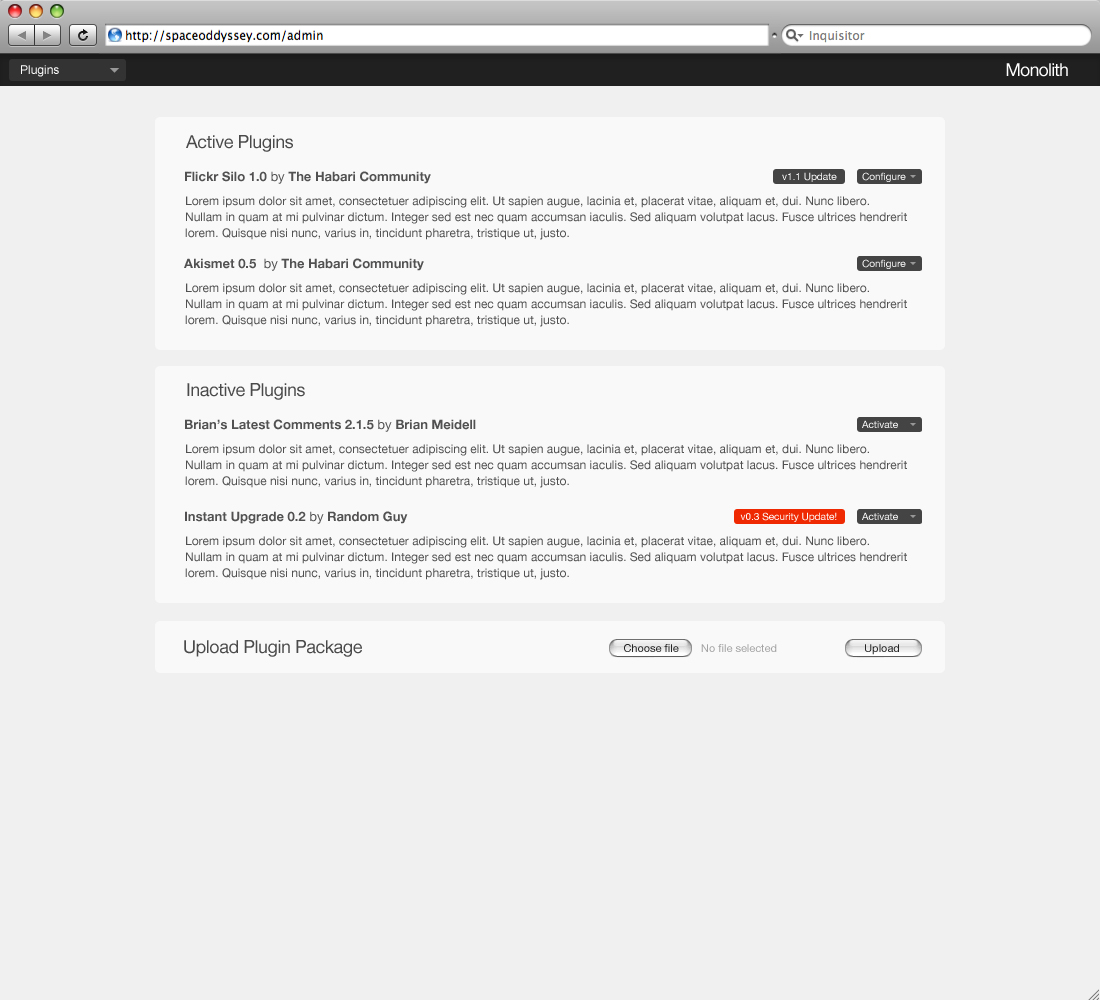 http://spaceoddyssey.com/admin
Inquisitor
Plugins
Monolith
Active Plugins
Flickr Silo 1.0 by The Habari Community
v1.1 Update
Configure
Lorem ipsum dolor sit amet, consectetuer adipiscing elit. Ut sapien augue, lacinia et, placerat vitae, aliquam et, dui. Nunc libero.
Nullam in quam at mi pulvinar dictum. Integer sed est nec quam accumsan iaculis. Sed aliquam volutpat lacus. Fusce ultrices hendrerit
lorem. Quisque nisi nunc, varius in, tincidunt pharetra, tristique ut, justo.
Akismet 0.5 by The Habari Community
Configure
Lorem ipsum dolor sit amet, consectetuer adipiscing elit. Ut sapien augue, lacinia et, placerat vitae, aliquam et, dui. Nunc libero.
Nullam in quam at mi pulvinar dictum. Integer sed est nec quam accumsan iaculis. Sed aliquam volutpat lacus. Fusce ultrices hendrerit
lorem. Quisque nisi nunc, varius in, tincidunt pharetra, tristique ut, justo.
Inactive Plugins
Brian’s Latest Comments 2.1.5 by Brian Meidell
Activate
Lorem ipsum dolor sit amet, consectetuer adipiscing elit. Ut sapien augue, lacinia et, placerat vitae, aliquam et, dui. Nunc libero.
Nullam in quam at mi pulvinar dictum. Integer sed est nec quam accumsan iaculis. Sed aliquam volutpat lacus. Fusce ultrices hendrerit
lorem. Quisque nisi nunc, varius in, tincidunt pharetra, tristique ut, justo.
Instant Upgrade 0.2 by Random Guy
v0.3 Security Update!
Activate
Lorem ipsum dolor sit amet, consectetuer adipiscing elit. Ut sapien augue, lacinia et, placerat vitae, aliquam et, dui. Nunc libero.
Nullam in quam at mi pulvinar dictum. Integer sed est nec quam accumsan iaculis. Sed aliquam volutpat lacus. Fusce ultrices hendrerit
lorem. Quisque nisi nunc, varius in, tincidunt pharetra, tristique ut, justo.
Upload Plugin Package
Choose file
No file selected
Upload